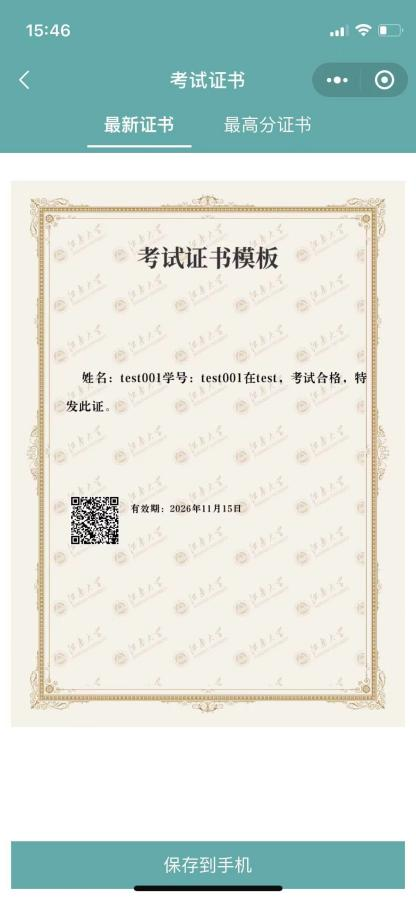 15:46
考试证书
最新证书 最高分证书
考试证书模板
姓名：test001学号：test001在test，考试合格，特
发此证。
有效期：2026年11月15日
保存到手机